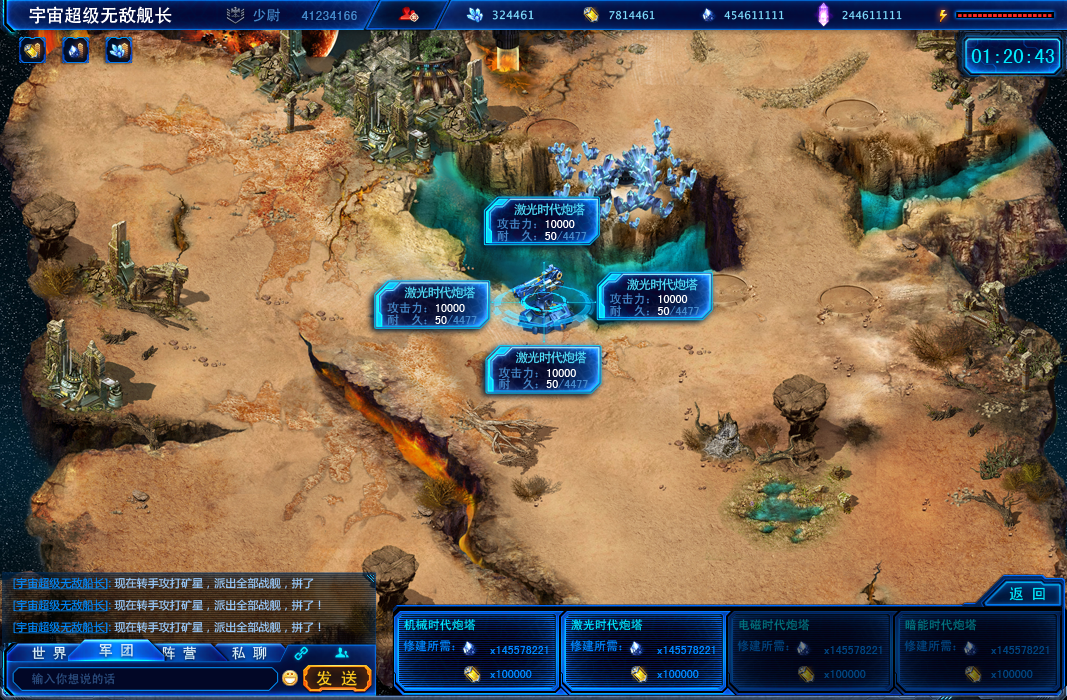 宇宙超级无敌舰长 少尉 41234166 324461 7814461 454611111 244611111
01:20:43
激光时代炮塔
攻击力: 10000
耐 久: 50/4477
激光时代炮塔
攻击力: 10000
耐 久: 50/4477
激光时代炮塔
攻击力: 10000
耐 久: 50/4477
激光时代炮塔
攻击力: 10000
耐 久: 50/4477
[宇宙超级无敌船长]: 现在转手攻打矿星，派出全部战舰，拼了
[宇宙超级无敌船长]: 现在转手攻打矿星，派出全部战舰，拼了！
[宇宙超级无敌船长]: 现在转手攻打矿星，派出全部战舰，拼了！
世界 军团 阵营 私聊
输入你想说的话 发送
返回
机械时代炮塔
修建所需: x145578221
x100000
激光时代炮塔
修建所需: x145578221
x100000
电磁时代炮塔
修建所需: x145578221
x100000
暗能时代炮塔
修建所需: x145578221
x100000